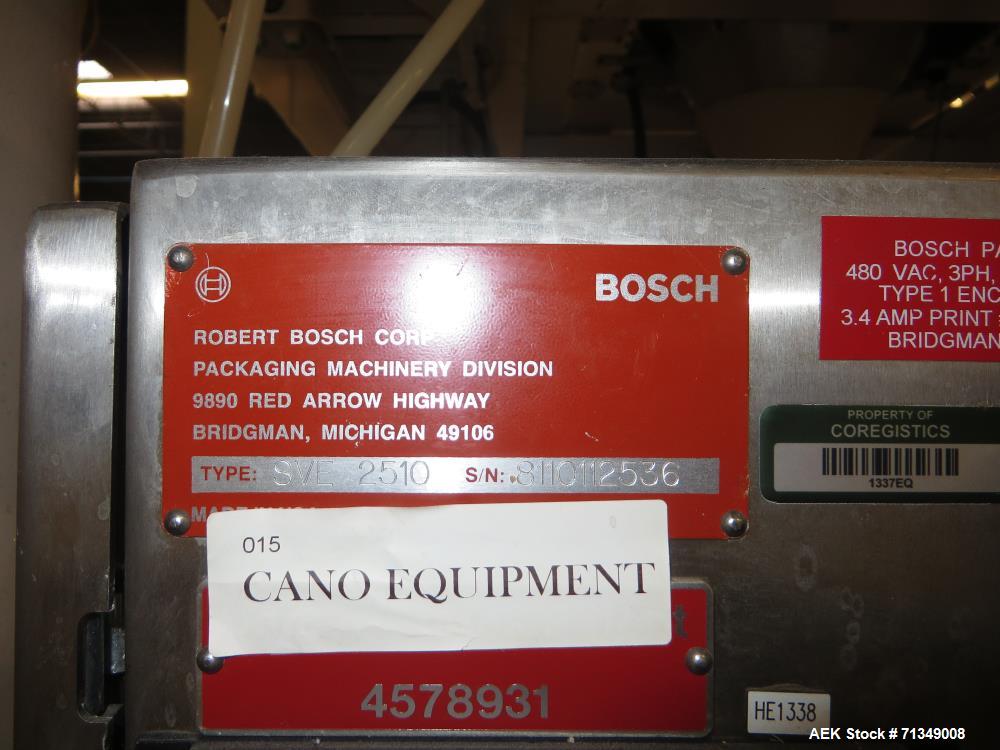 BOSCH
ROBERT BOSCH CORP
PACKAGING MACHINERY DIVISION
9890 RED ARROW HIGHWAY
BRIDGMAN, MICHIGAN 49106
TYPE: SVE 2510 S/N: 8110112536
015
CANO EQUIPMENT
4578931
BOSCH
480 VAC, 3PH,
TYPE 1
3.4 AMP PRINT
BRIDGMAN
PROPERTY OF
COREGISTICS
1337EQ
HE1338
AEK Stock #71349008